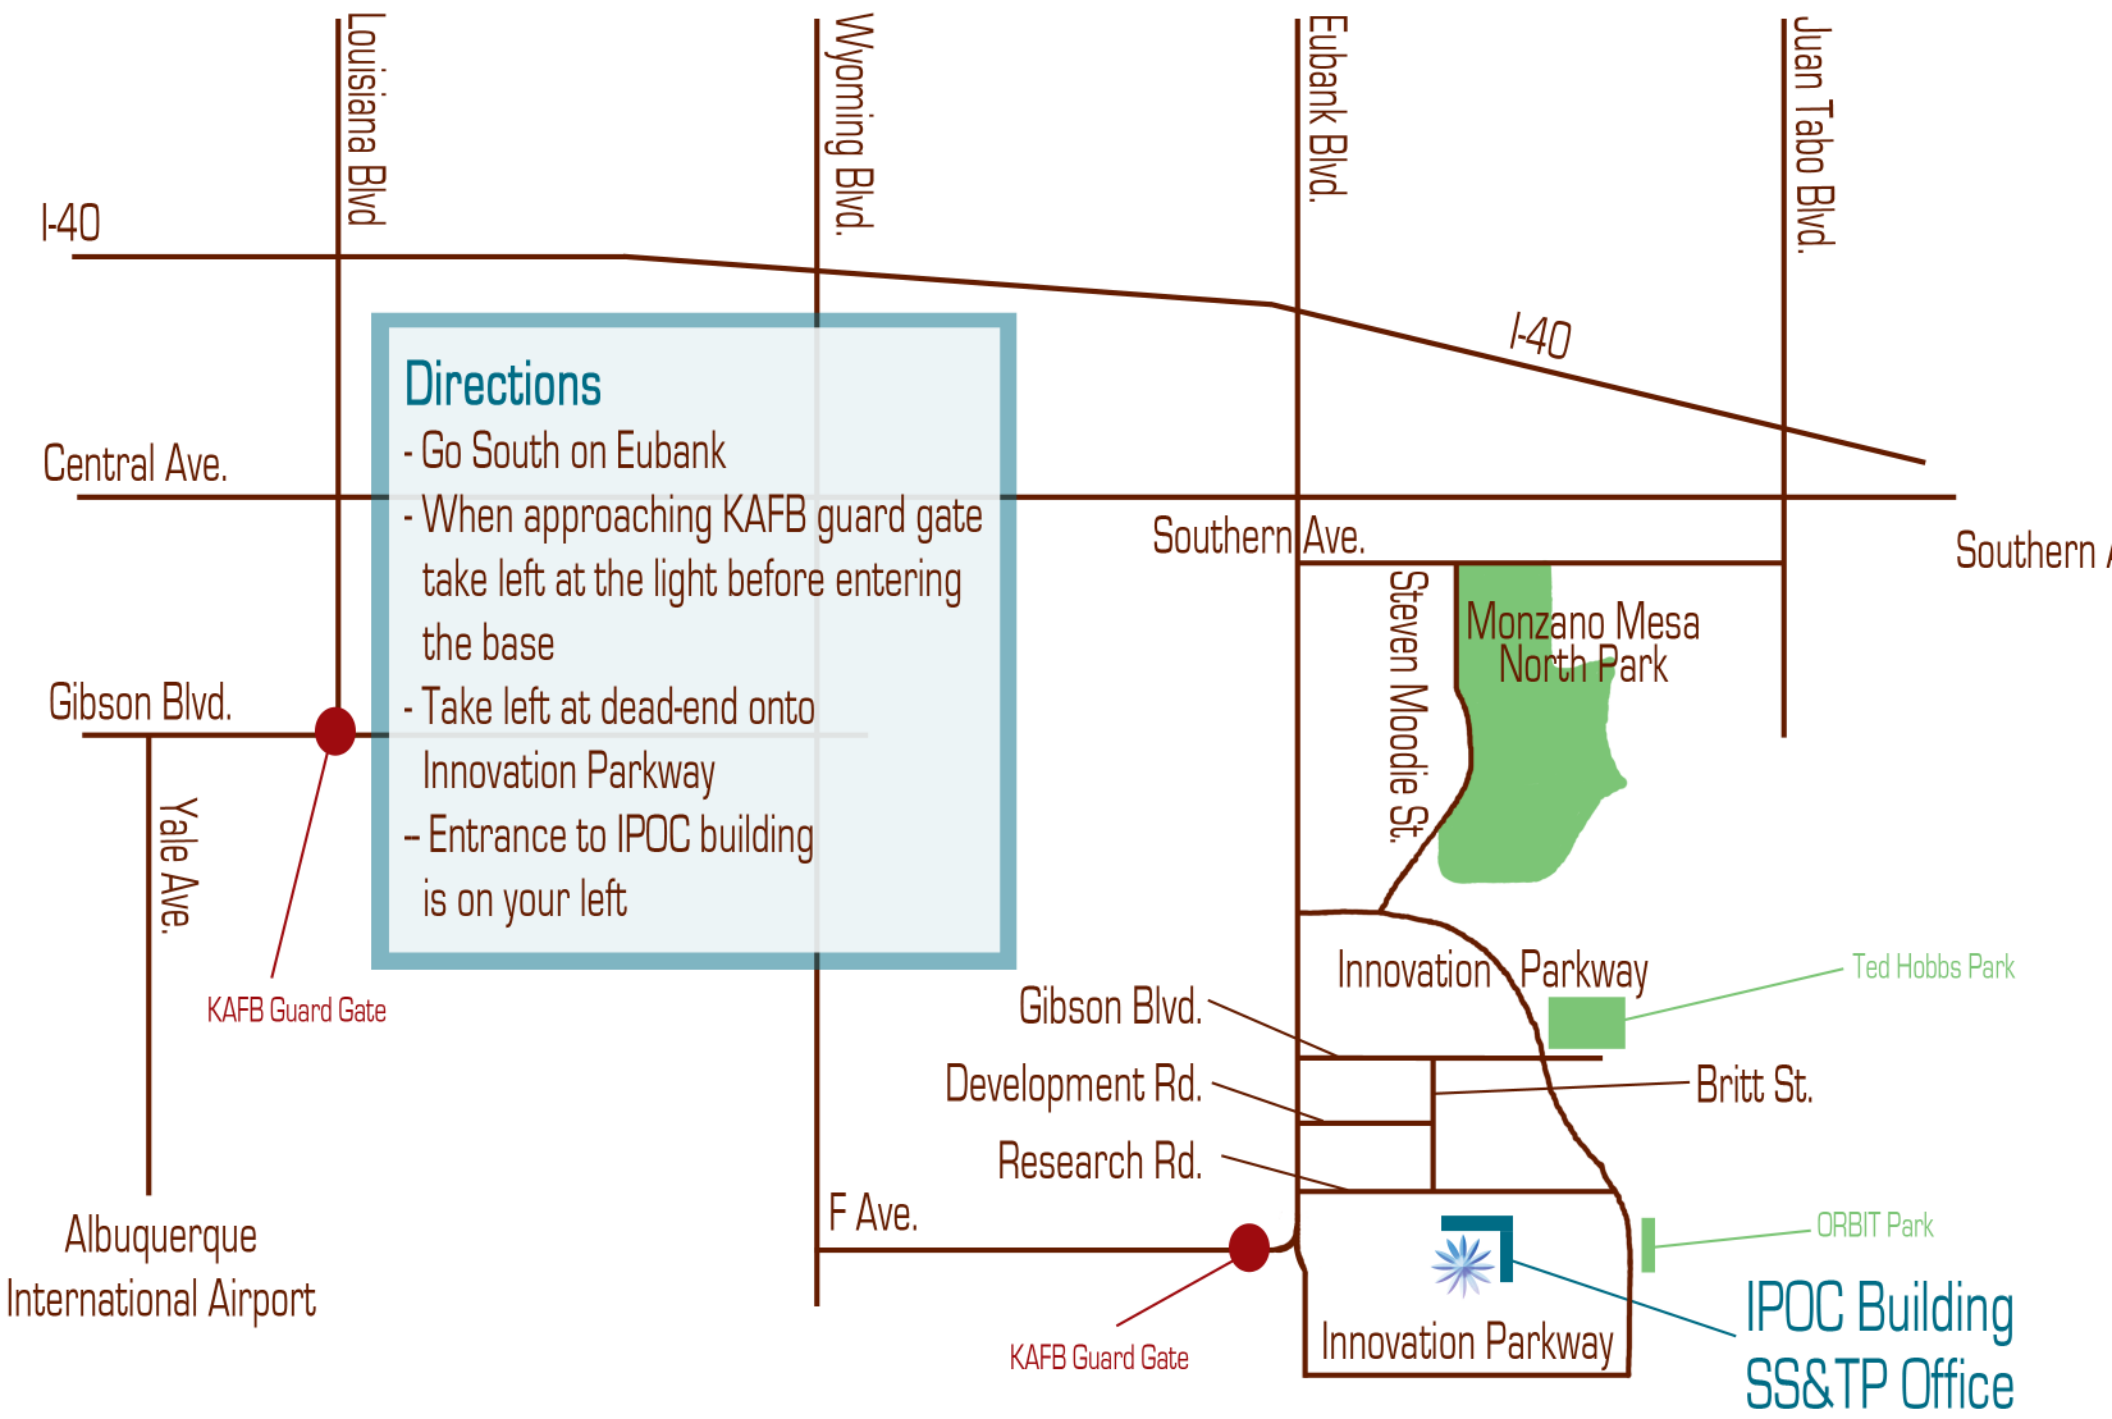 Louisiana Blvd
Wyoming Blvd.
Eubank Blvd.
Juan Tabo Blvd.
I-40
I-40
Directions
- Go South on Eubank
- When approaching KAFB guard gate
take left at the light before entering
the base
- Take left at dead-end onto
Innovation Parkway
- Entrance to IPOC building
is on your left
Central Ave.
Southern Ave.
Southern
Steven Moodie St.
Monzano Mesa
North Park
Gibson Blvd.
Yale Ave.
KAFB Guard Gate
Innovation Parkway
Ted Hobbs Park
Gibson Blvd.
Development Rd.
Britt St.
Research Rd.
F Ave.
Albuquerque
International Airport
ORBIT Park
KAFB Guard Gate
Innovation Parkway
IPOC Building
SS&TP Office